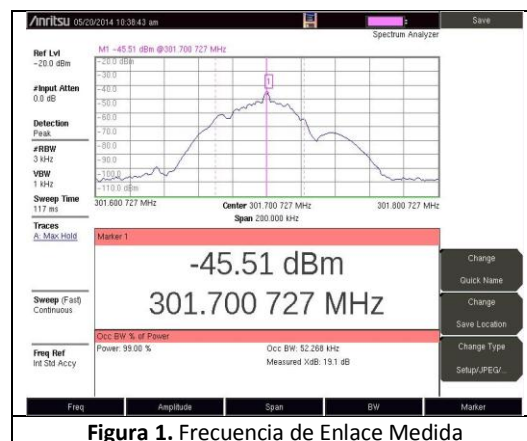 Anritsu 05/20/2014 10:38:43 am
Save
Spectrum Analyzer
Ref Lvl
-20.0 dBm
#Input Atten
0.0 dB
Detection
Peak
#RBW
3 kHz
VBW
1 kHz
Sweep Time
117 ms
Traces
A: Max Hold
Sweep (Fast)
Continuous
Freq Ref
Int Std Accy
M1 -45.51 dBm @301.700 727 MHz
-20.0 dBm
-30.0
-40.0
-50.0
-60.0
-70.0
-80.0
-90.0
-100.0
-110.0 dBm
1
301.600 727 MHz
Center 301.700 727 MHz
301.800 727 MHz
Span 200.000 kHz
Marker 1
-45.51 dBm
301.700 727 MHz
Occ BW % of Power
Power: 99.00 %
Occ BW: 52.268 kHz
Measured XdB: 19.1 dB
Change
Quick Name
Change
Save Location
Change Type
Setup/JPEG/...
Freq
Amplitude
Span
BW
Marker
Figura 1. Frecuencia de Enlace Medida